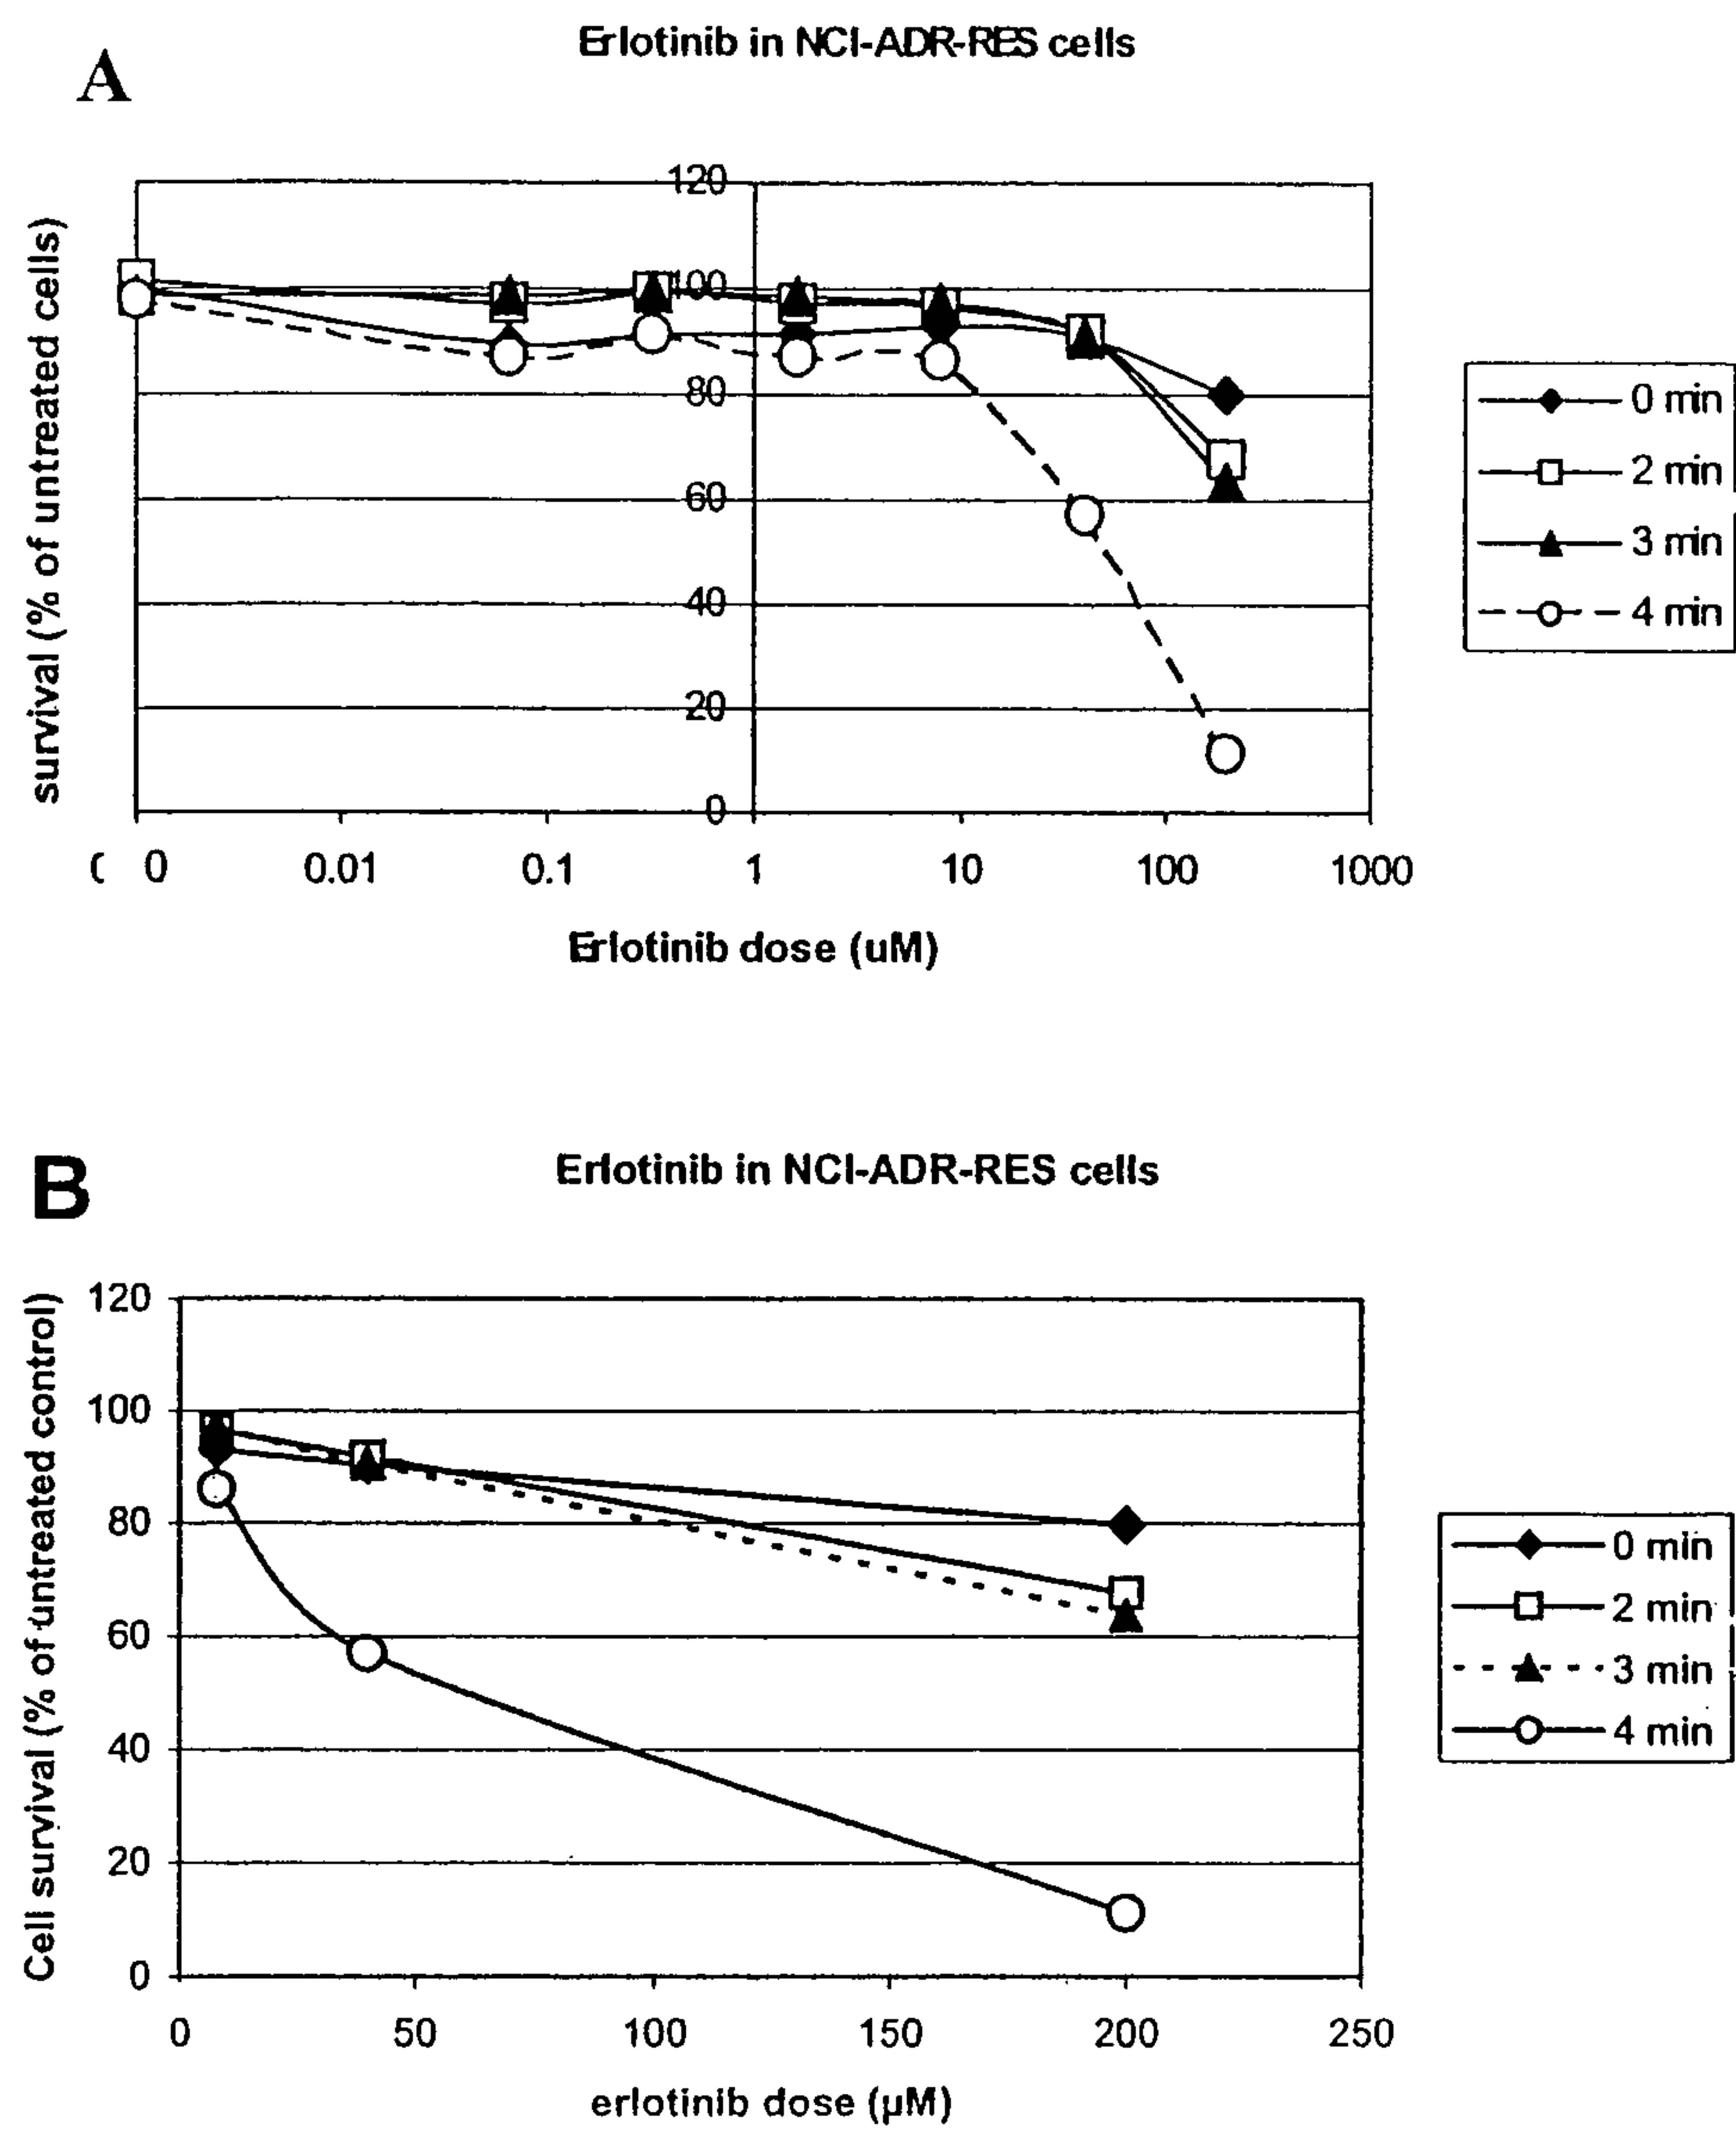 A
Erlotinib in NCI-ADR-RES cells
survival (% of untreated cells)
120
100
80
60
40
20
0
0 0.01 0.1 1 10 100 1000
Erlotinib dose (uM)
0 min
2 min
3 min
4 min
B
Erlotinib in NCI-ADR-RES cells
Cell survival (% of untreated control)
120
100
80
60
40
20
0
0 50 100 150 200 250
erlotinib dose (µM)
0 min
2 min
3 min
4 min